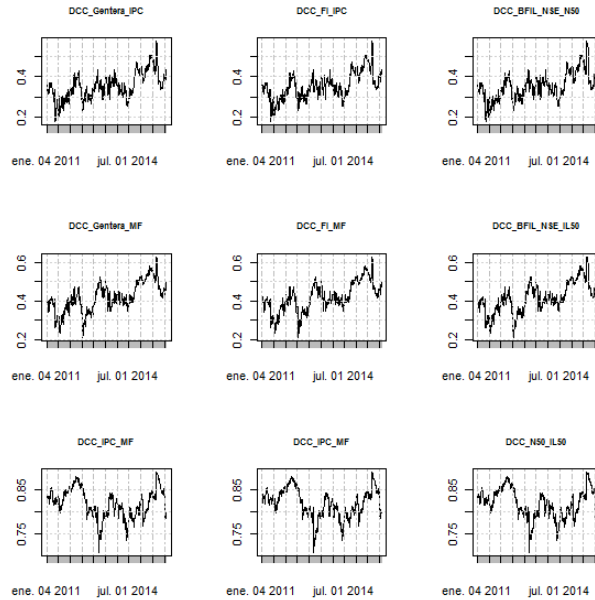 DCC_Gentera_IPC
DCC_FI_IPC
DCC_BFIL_NSE_N50
0.4
0.2
0.4
0.2
0.4
0.2
ene. 04 2011 jul. 01 2014
ene. 04 2011 jul. 01 2014
ene. 04 2011 jul. 01 2014
DCC_Gentera_MF
DCC_FI_MF
DCC_BFIL_NSE_IL50
0.6
0.4
0.2
0.6
0.4
0.2
0.6
0.4
0.2
ene. 04 2011 jul. 01 2014
ene. 04 2011 jul. 01 2014
ene. 04 2011 jul. 01 2014
DCC_IPC_MF
DCC_IPC_MF
DCC_N50_IL50
0.85
0.75
0.85
0.75
0.85
0.75
ene. 04 2011 jul. 01 2014
ene. 04 2011 jul. 01 2014
ene. 04 2011 jul. 01 2014